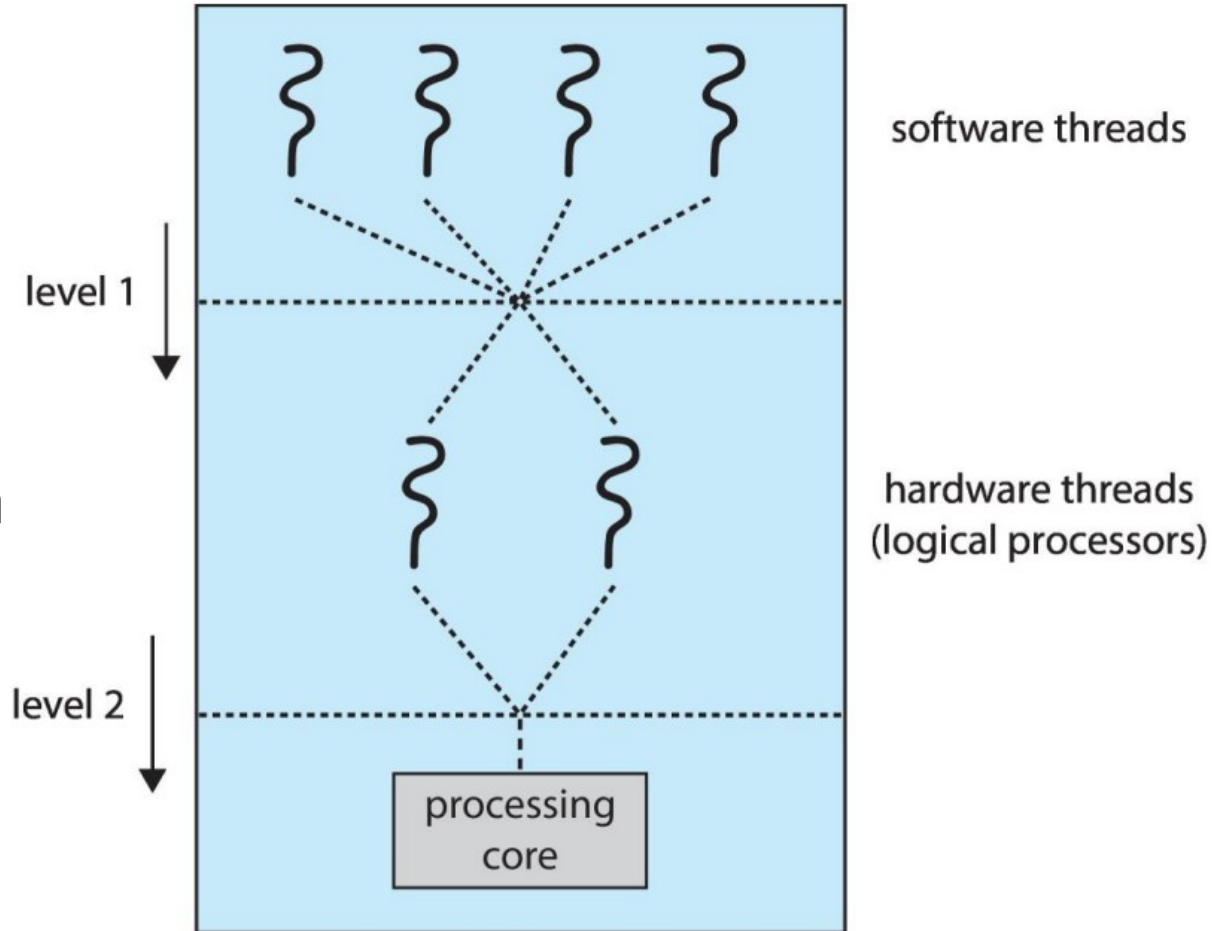 software threads
level 1
hardware threads
(logical processors)
level 2
processing
core